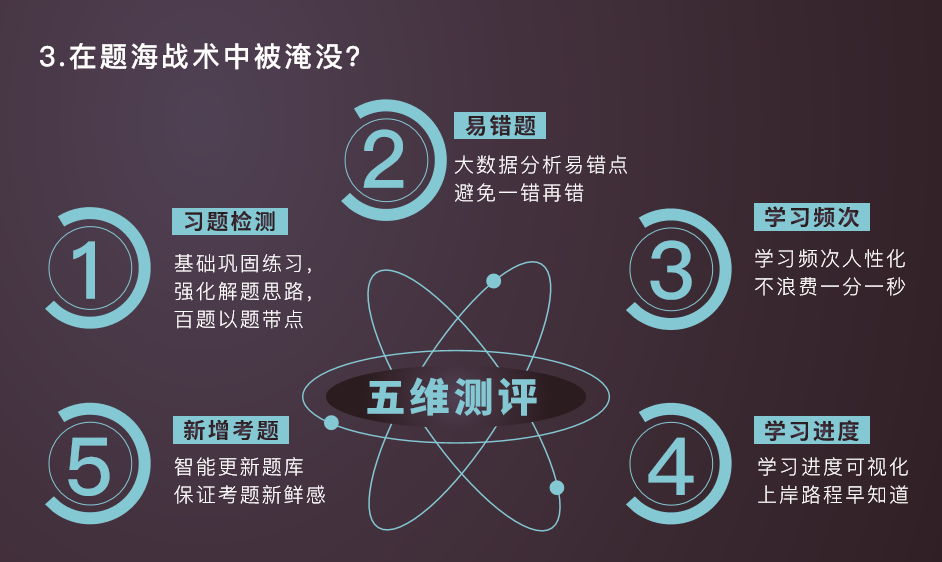 3.在题海战术中被淹没?
1
习题检测
基础巩固练习,
强化解题思路,
百题以题带点
2
易错题
大数据分析易错点
避免一错再错
3
学习频次
学习频次人性化
不浪费一分一秒
五维测评
4
学习进度
学习进度可视化
上岸路程早知道
5
新增考题
智能更新题库
保证考题新鲜感